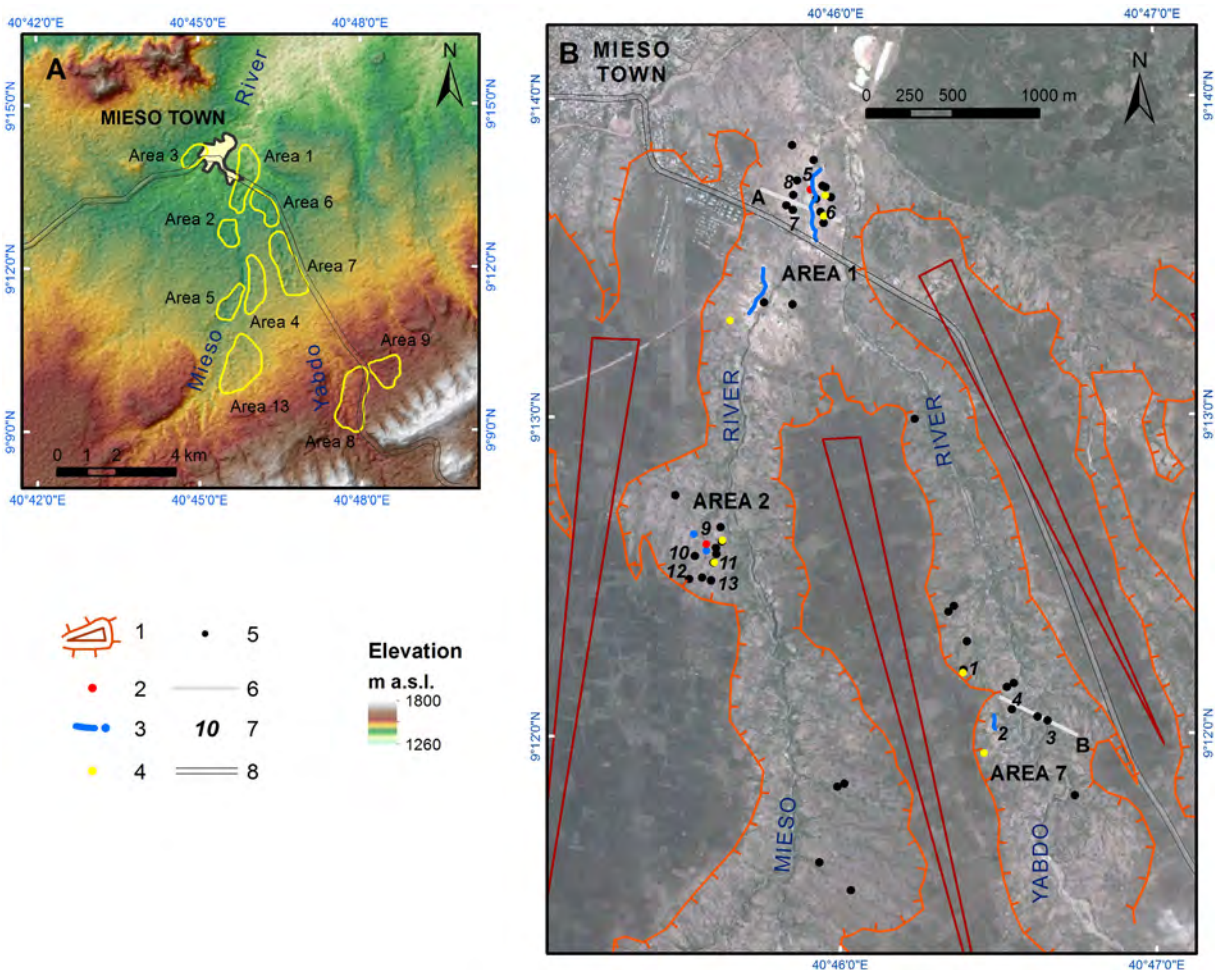 40°42'0"E 40°45'0"E 40°48'0"E
A
N
River
9°15'0"N
MIESO TOWN
Area 3
Area 1
Area 6
Area 2
9°12'0"N
Area 7
Area 5
Area 4
Mieso
Yabdo
Area 9
Area 13
9°9'0"N
Area 8
0 1 2 4 km
40°42'0"E 40°45'0"E 40°48'0"E
1
2
3
4
5
6
10 7
8
Elevation
m a.s.l.
1800
1260
40°46'0"E 40°47'0"E
B
MIESO
TOWN
N
0 250 500 1000 m
9°14'0"N
A
8
5
7
6
AREA 1
RIVER
RIVER
9°13'0"N
AREA 2
9
10
11
12
13
1
4
2
3
B
9°12'0"N
AREA 7
MIESO
YABDO
40°46'0"E 40°47'0"E
9°15'0"N
9°12'0"N
9°9'0"N
9°14'0"N
9°13'0"N
9°12'0"N